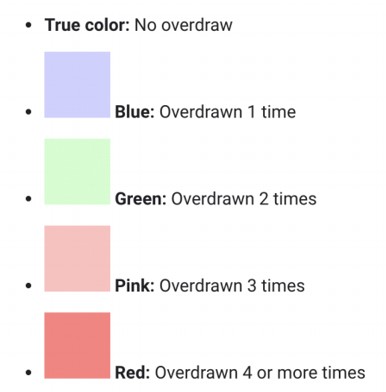 True color: No overdraw
Blue: Overdrawn 1 time
Green: Overdrawn 2 times
Pink: Overdrawn 3 times
Red: Overdrawn 4 or more times